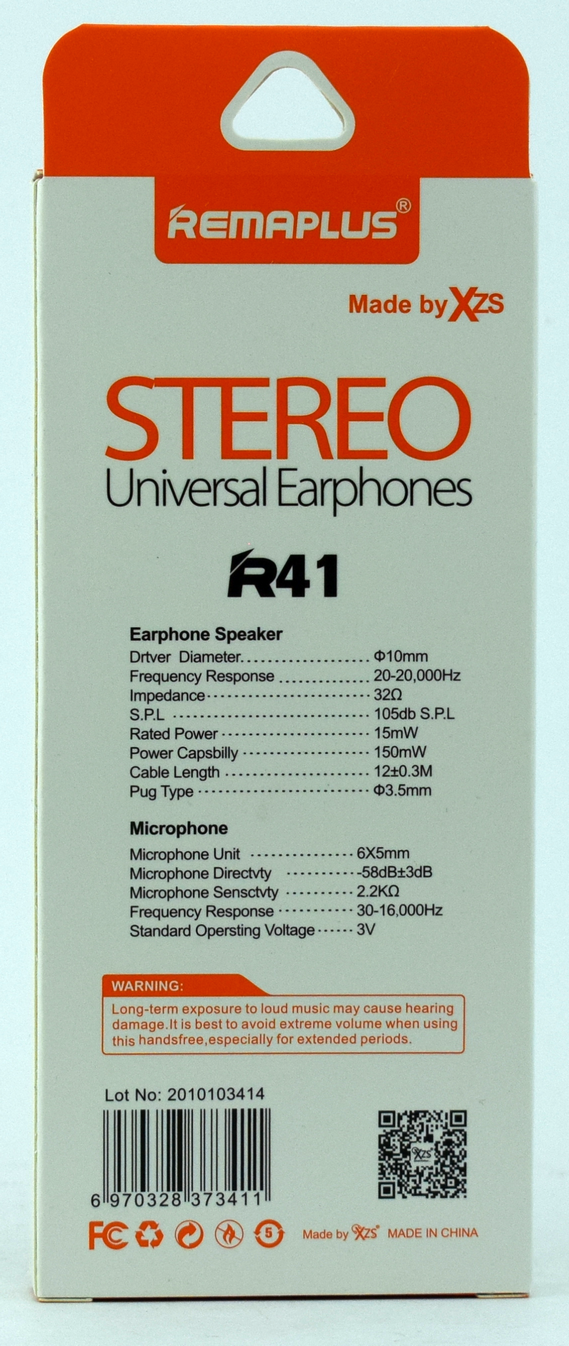 REMAPLUS®
Made by XZS
STEREO
Universal Earphones
R41
Earphone Speaker
Drtver Diameter........................ Φ10mm
Frequency Response ................. 20-20,000Hz
Impedance································ 32Ω
S.P.L ······································ 105db S.P.L
Rated Power ····························· 15mW
Power Capsbilly ························ 150mW
Cable Length ···························· 12±0.3M
Pug Type ································· Φ3.5mm
Microphone
Microphone Unit ··················· 6X5mm
Microphone Directvty ············-58dB±3dB
Microphone Sensctvty ············ 2.2KΩ
Frequency Response ·············· 30-16,000Hz
Standard Opersting Voltage······ 3V
WARNING:
Long-term exposure to loud music may cause hearing
damage.It is best to avoid extreme volume when using
this handsfree,especially for extended periods.
Lot No: 2010103414
6 970328 373411
XZS
FC 5 Made by XZS® MADE IN CHINA